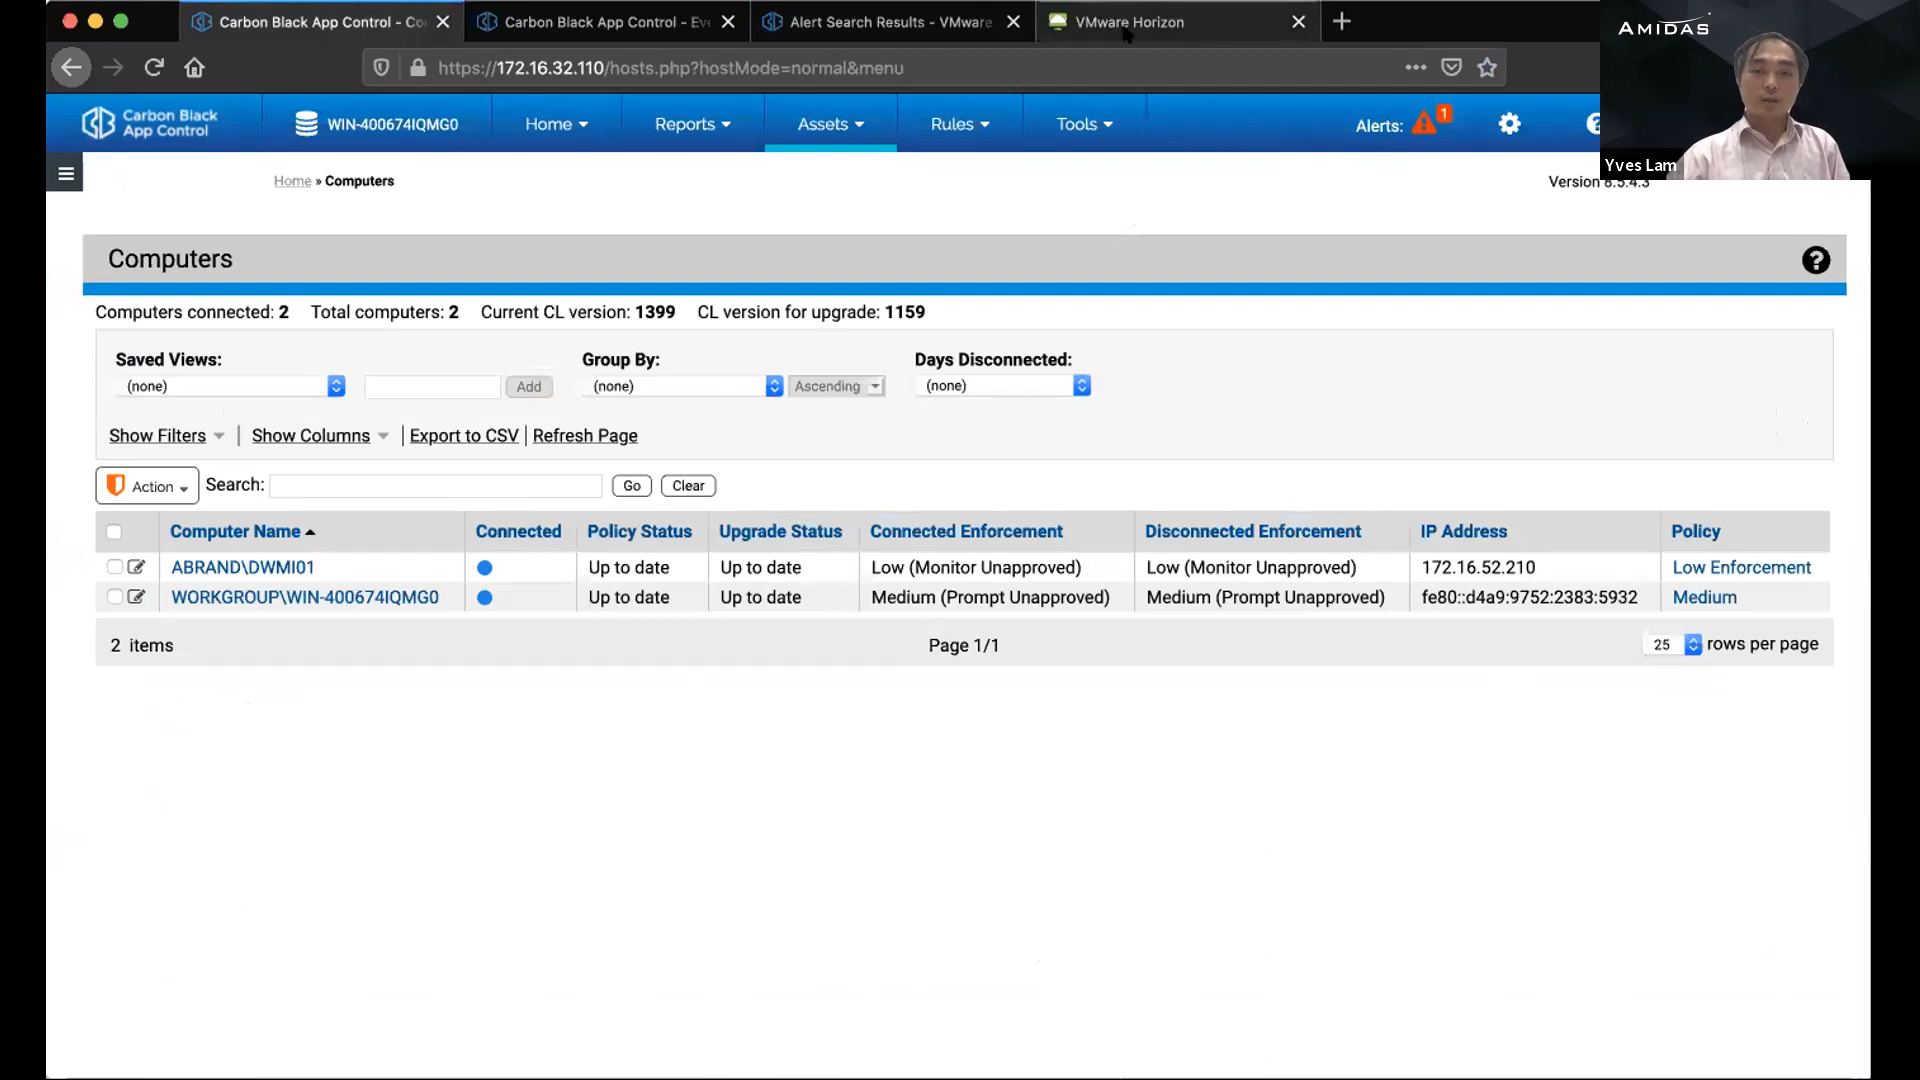 Carbon Black App Control - Co
Carbon Black App Control - Eve
Alert Search Results - VMware
VMware Horizon
AMIDAS
https://172.16.32.110/hosts.php?hostMode=normal&menu
Carbon Black
App Control
WIN-400674IQMG0
Home
Reports
Assets
Rules
Tools
Alerts:
1
Yves Lam
Home » Computers
Version 8.5.4.3
Computers
?
Computers connected: 2 Total computers: 2 Current CL version: 1399 CL version for upgrade: 1159
Saved Views: Group By: Days Disconnected:
(none) Add (none) Ascending (none)
Show Filters | Show Columns | Export to CSV | Refresh Page
Action Search: Go Clear
Computer Name Connected Policy Status Upgrade Status Connected Enforcement Disconnected Enforcement IP Address Policy
ABRAND\DWMI01 Up to date Up to date Low (Monitor Unapproved) Low (Monitor Unapproved) 172.16.52.210 Low Enforcement
WORKGROUP\WIN-400674IQMG0 Up to date Up to date Medium (Prompt Unapproved) Medium (Prompt Unapproved) fe80::d4a9:9752:2383:5932 Medium
2 items Page 1/1 25 rows per page